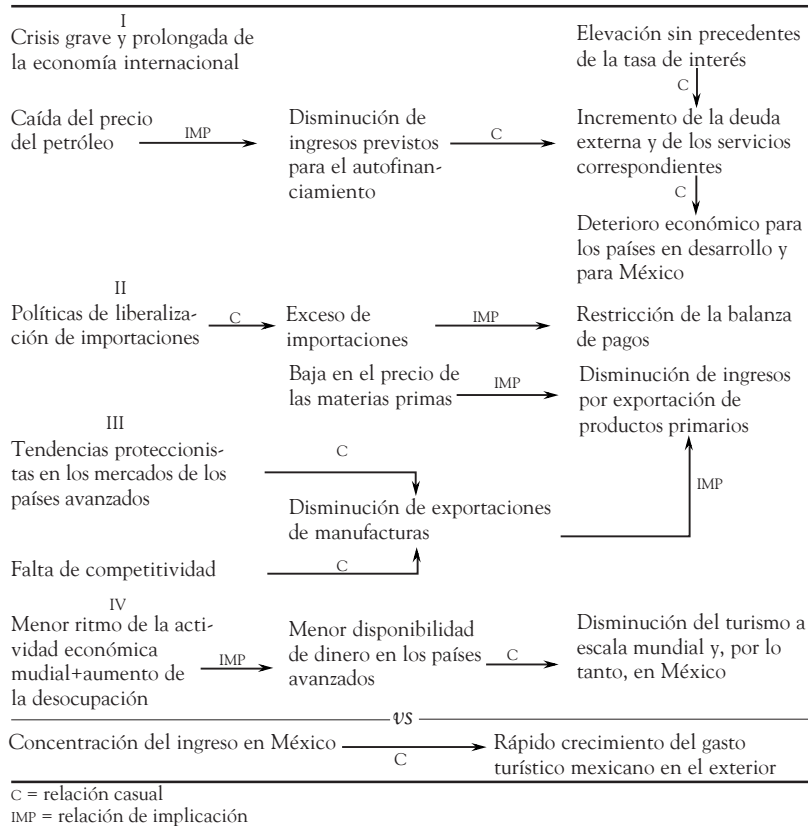 I
Crisis grave y prolongada de
la economía internacional
Elevación sin precedentes
de la tasa de interés
C
Caída del precio
del petróleo
IMP
Disminución de
ingresos previstos
para el autofinan-
ciamiento
C
Incremento de la deuda
externa y de los servicios
correspondientes
C
Deterioro económico para
los países en desarrollo y
para México
II
Políticas de liberaliza-
ción de importaciones
C
Exceso de
importaciones
IMP
Restricción de la balanza
de pagos
Baja en el precio de
las materias primas
IMP
Disminución de ingresos
por exportación de
productos primarios
III
Tendencias proteccionis-
tas en los mercados de los
países avanzados
C
Disminución de exportaciones
de manufacturas
IMP
Falta de competitividad
C
IV
Menor ritmo de la acti-
vidad económica
mudial+aumento de
la desocupación
IMP
Menor disponibilidad
de dinero en los países
avanzados
C
Disminución del turismo a
escala mundial y, por lo
tanto, en México
vs
Concentración del ingreso en México
C
Rápido crecimiento del gasto
turístico mexicano en el exterior
C = relación casual
IMP = relación de implicación